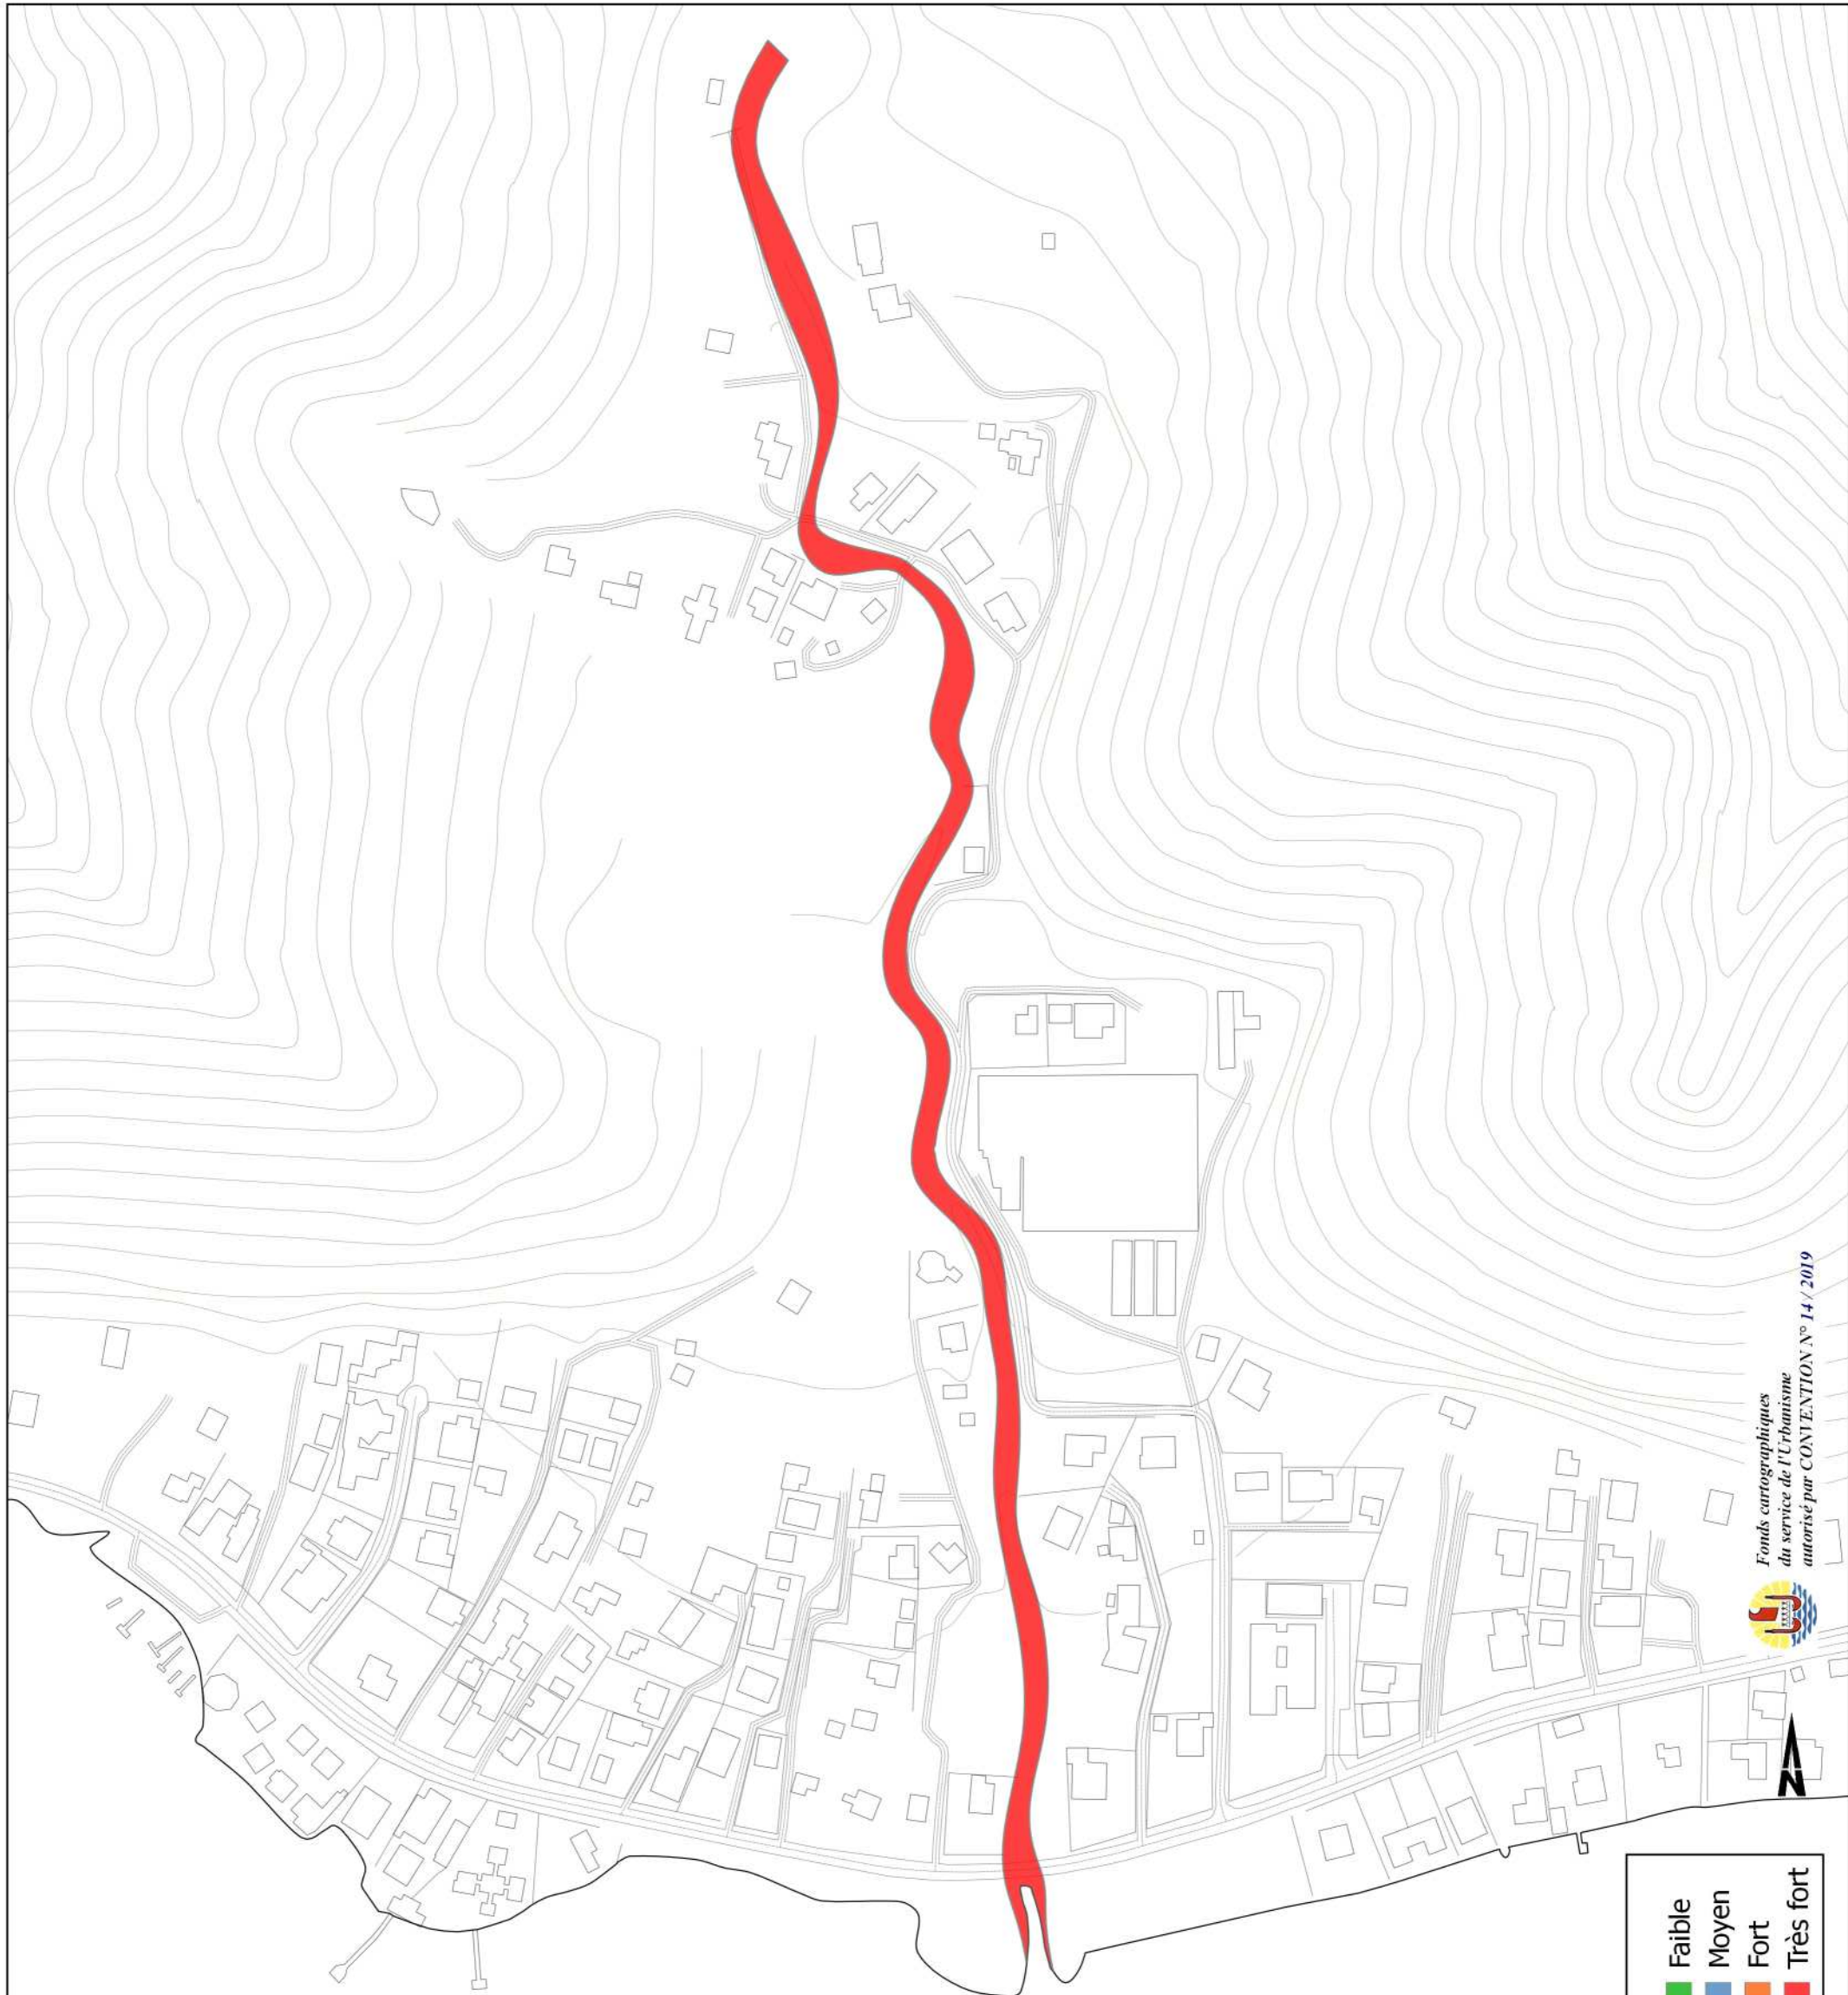 Fonds cartographiques
du service de l'Urbanisme
autorisé par CONVENTION N° 14 / 2019
N
Faible
Moyen
Fort
Très fort